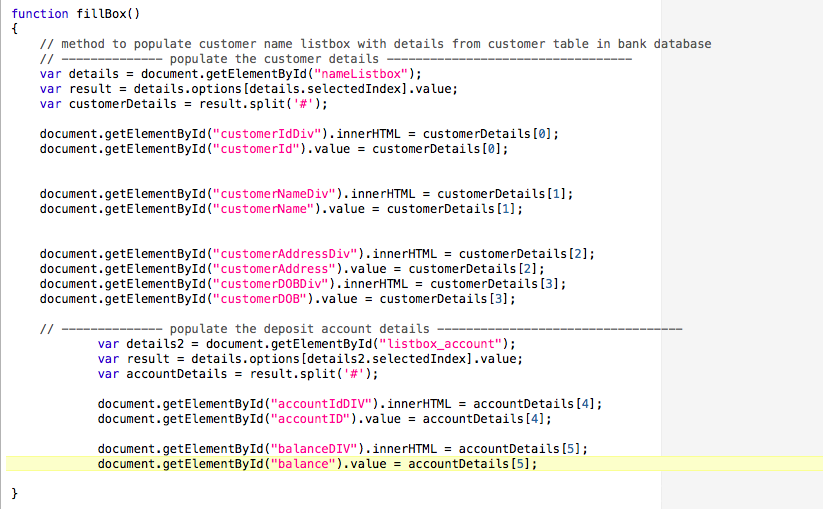 function fillBox()
{
// method to populate customer name listbox with details from customer table in bank database
// -------------- populate the customer details ----------------------------------
var details = document.getElementById("nameListbox");
var result = details.options[details.selectedIndex].value;
var customerDetails = result.split('#');
document.getElementById("customerIdDiv").innerHTML = customerDetails[0];
document.getElementById("customerId").value = customerDetails[0];
document.getElementById("customerNameDiv").innerHTML = customerDetails[1];
document.getElementById("customerName").value = customerDetails[1];
document.getElementById("customerAddressDiv").innerHTML = customerDetails[2];
document.getElementById("customerAddress").value = customerDetails[2];
document.getElementById("customerDOBDiv").innerHTML = customerDetails[3];
document.getElementById("customerDOB").value = customerDetails[3];
// -------------- populate the deposit account details ----------------------------------
var details2 = document.getElementById("listbox_account");
var result = details.options[details2.selectedIndex].value;
var accountDetails = result.split('#');
document.getElementById("accountIdDIV").innerHTML = accountDetails[4];
document.getElementById("accountID").value = accountDetails[4];
document.getElementById("balanceDIV").innerHTML = accountDetails[5];
document.getElementById("balance").value = accountDetails[5];
}